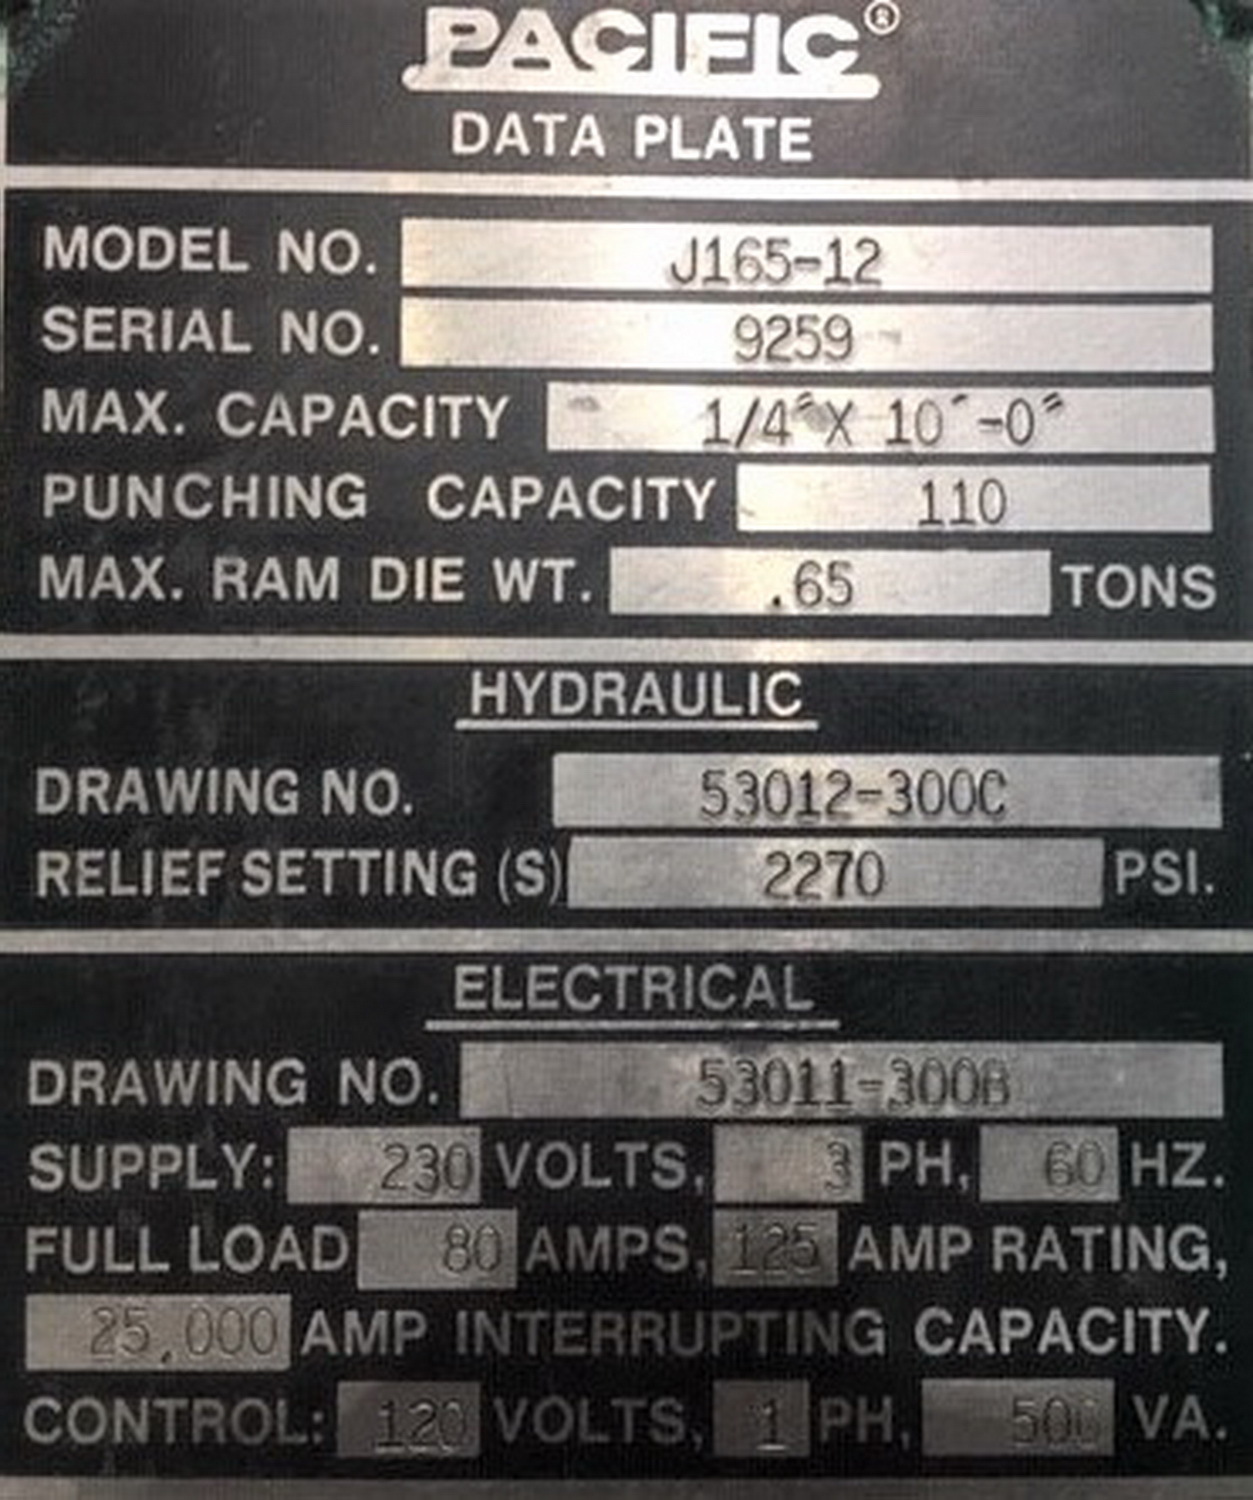 PACIFIC®
DATA PLATE
MODEL NO. J165-12
SERIAL NO. 9259
MAX. CAPACITY 1/4" X 10'-0"
PUNCHING CAPACITY 110
MAX. RAM DIE WT. .65 TONS
HYDRAULIC
DRAWING NO. 53012-300C
RELIEF SETTING (S) 2270 PSI.
ELECTRICAL
DRAWING NO. 53011-300B
SUPPLY: 230 VOLTS, 3 PH, 60 HZ.
FULL LOAD 80 AMPS, 125 AMP RATING,
25,000 AMP INTERRUPTING CAPACITY.
CONTROL: 120 VOLTS, 1 PH, 500 VA.